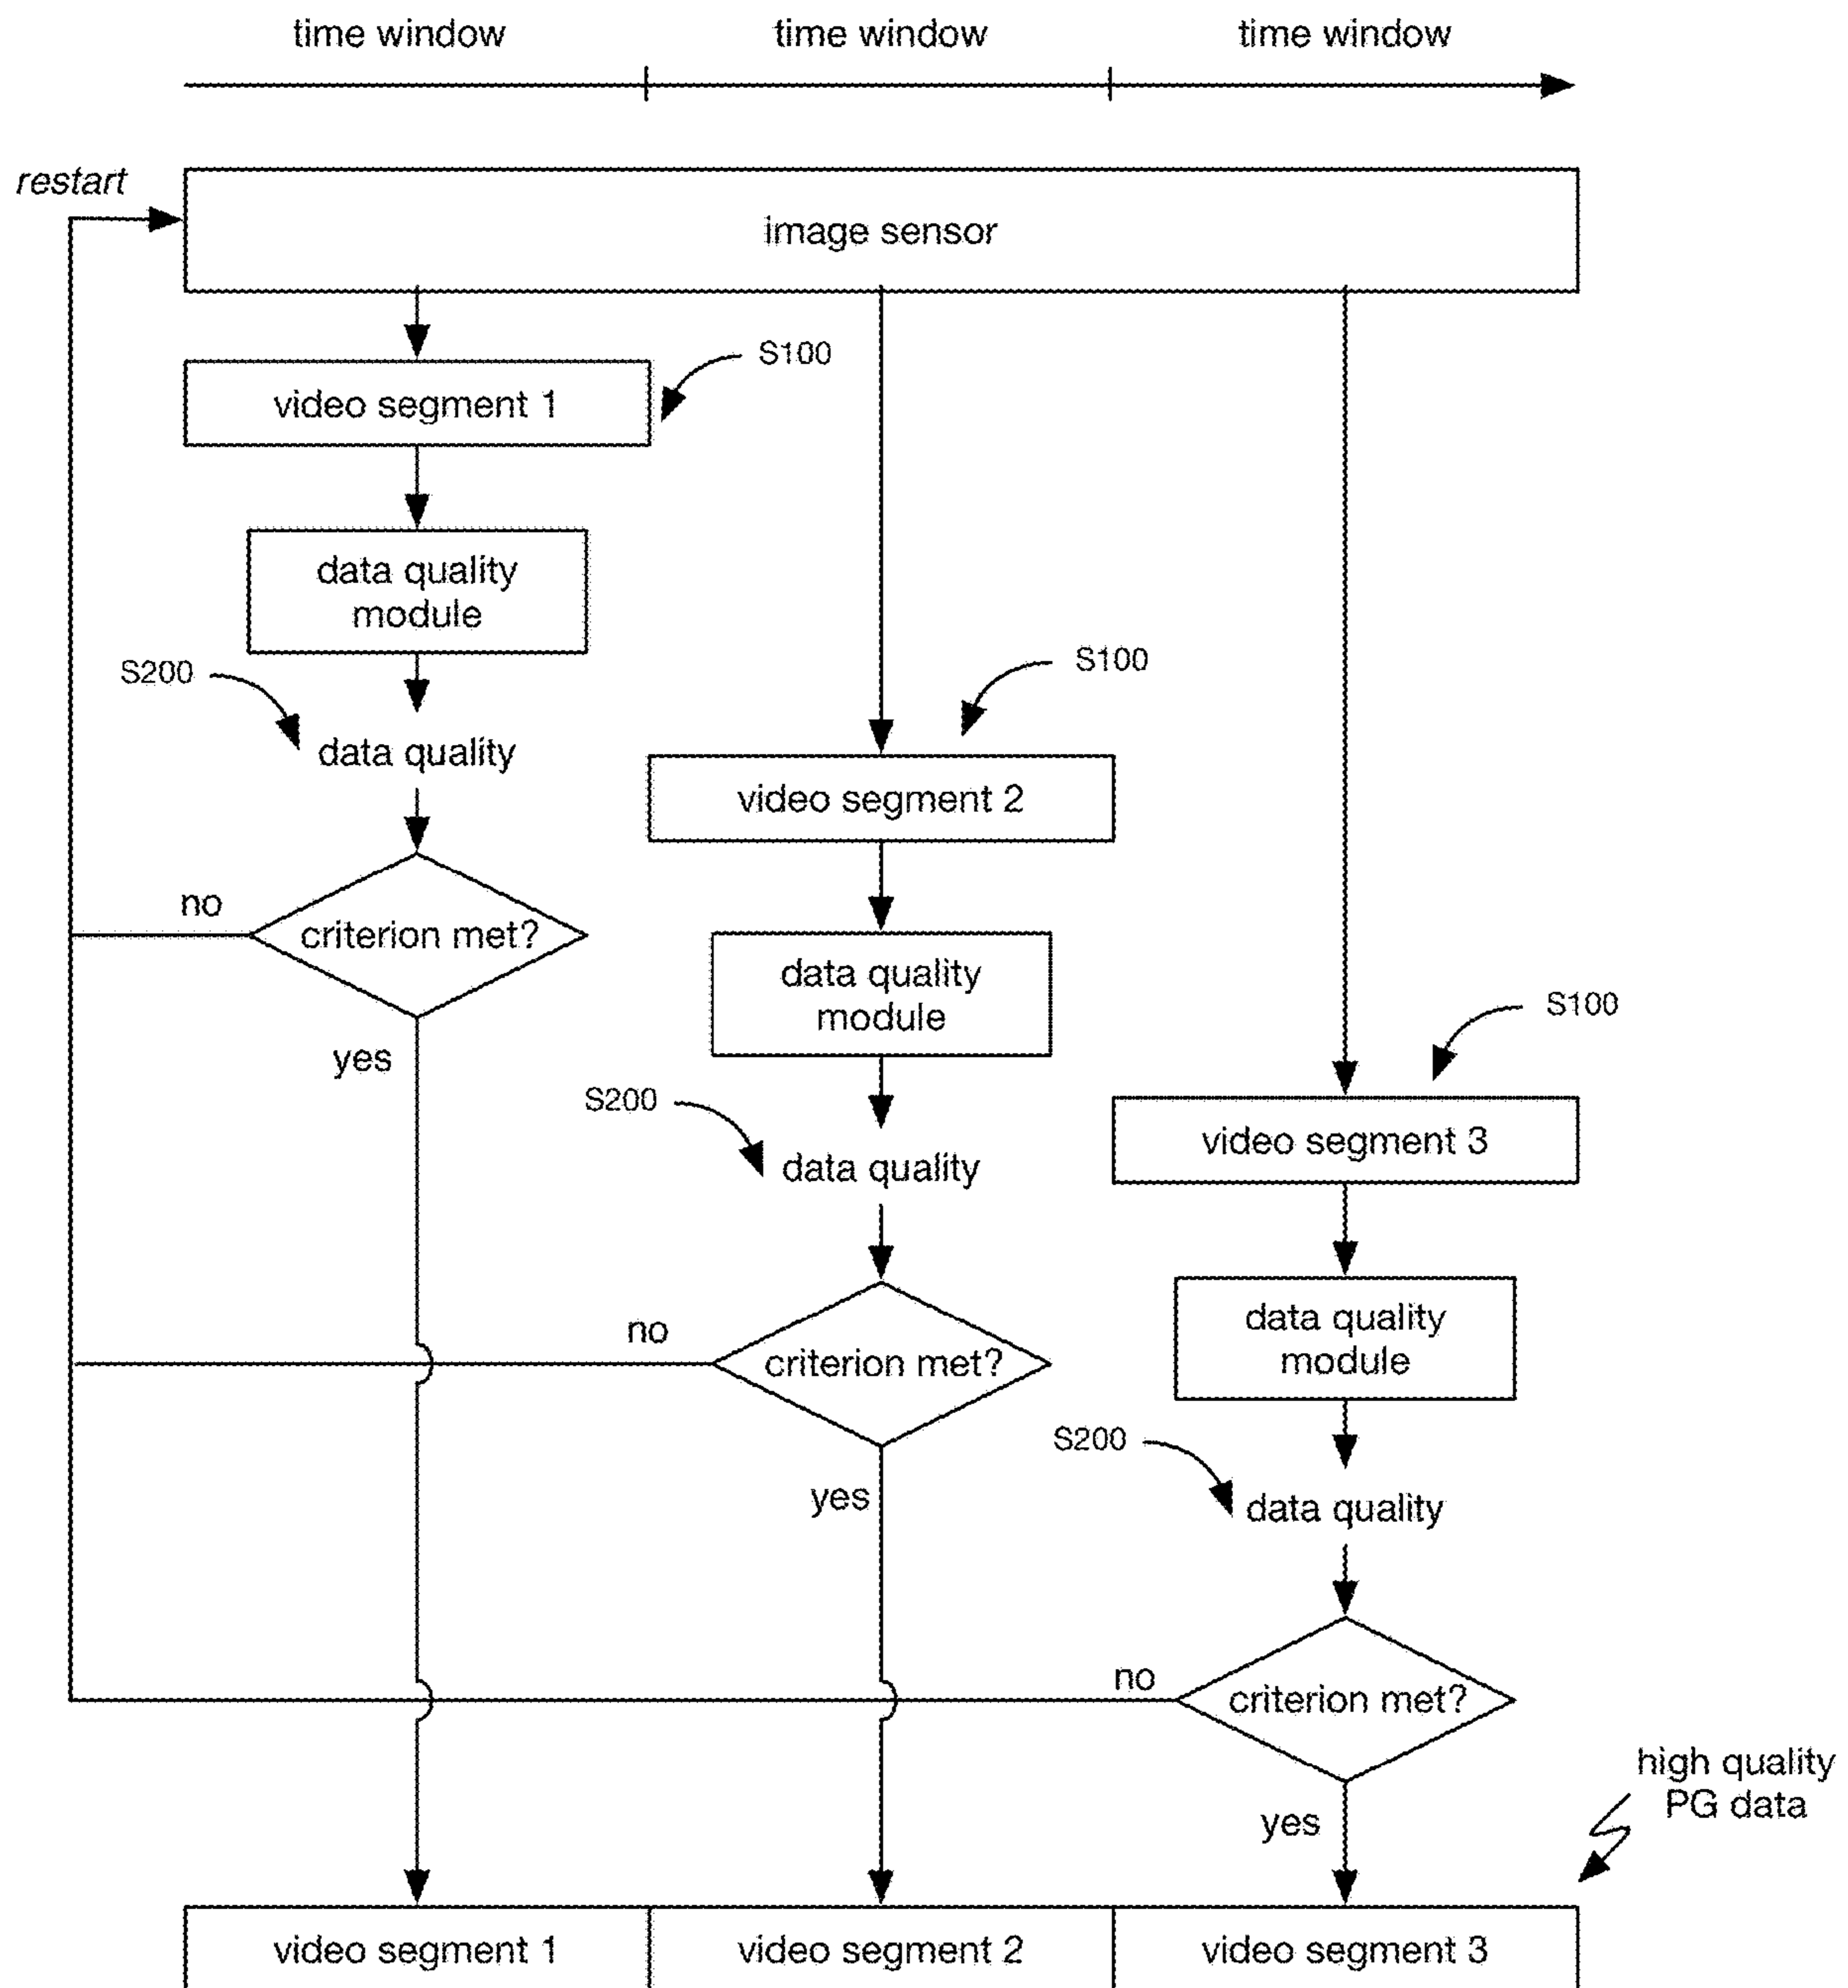 time window
time window
time window
restart
image sensor
S100
video segment 1
data quality
module
S200
data quality
S100
video segment 2
no
criterion met?
data quality
module
S100
yes
S200
data quality
video segment 3
no
criterion met?
data quality
module
S200
yes
data quality
no
criterion met?
high quality
PG data
yes
video segment 1
video segment 2
video segment 3